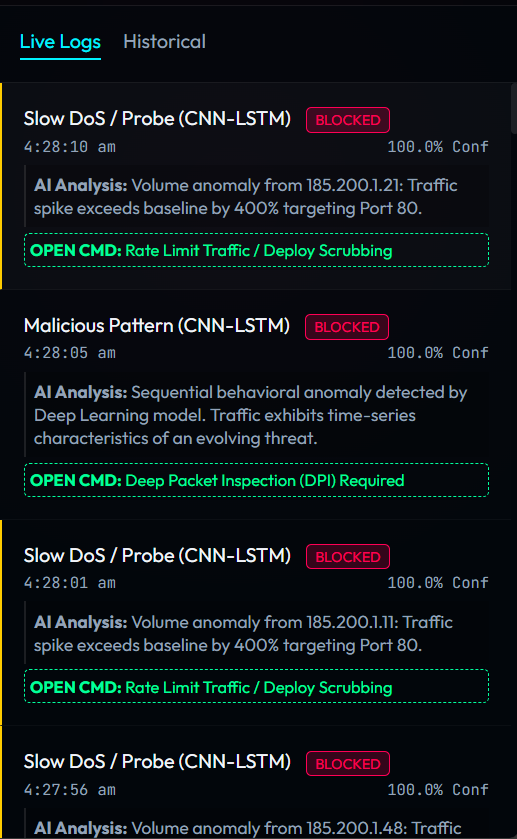 Live Logs Historical
Slow DoS / Probe (CNN-LSTM) BLOCKED
4:28:10 am 100.0% Conf
AI Analysis: Volume anomaly from 185.200.1.21: Traffic
spike exceeds baseline by 400% targeting Port 80.
OPEN CMD: Rate Limit Traffic / Deploy Scrubbing
Malicious Pattern (CNN-LSTM) BLOCKED
4:28:05 am 100.0% Conf
AI Analysis: Sequential behavioral anomaly detected by
Deep Learning model. Traffic exhibits time-series
characteristics of an evolving threat.
OPEN CMD: Deep Packet Inspection (DPI) Required
Slow DoS / Probe (CNN-LSTM) BLOCKED
4:28:01 am 100.0% Conf
AI Analysis: Volume anomaly from 185.200.1.11: Traffic
spike exceeds baseline by 400% targeting Port 80.
OPEN CMD: Rate Limit Traffic / Deploy Scrubbing
Slow DoS / Probe (CNN-LSTM) BLOCKED
4:27:56 am 100.0% Conf
AI Analysis: Volume anomaly from 185.200.1.48: Traffic